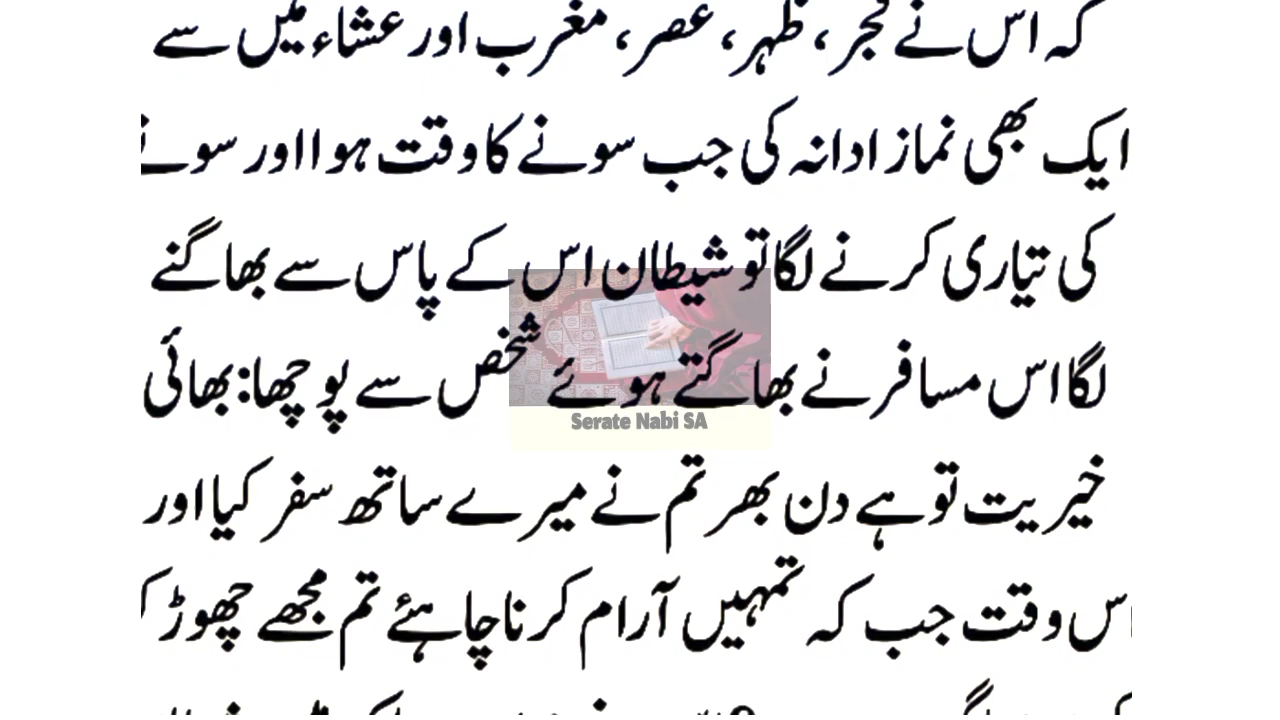 کہ اس نے فجر، ظہر، عصر، مغرب اور عشاء میں سے
ایک بھی نماز ادا نہ کی جب سونے کا وقت ہوا اور سونے
کی تیاری کرنے لگا تو شیطان اس کے پاس سے بھاگنے
لگا اس مسافر نے بھاگتے ہوئے شخص سے پوچھا: بھائی
Serate Nabi SA
خیریت تو ہے دن بھر تم نے میرے ساتھ سفر کیا اور
اس وقت جب کہ تمہیں آرام کرنا چاہئے تم مجھے چھوڑ